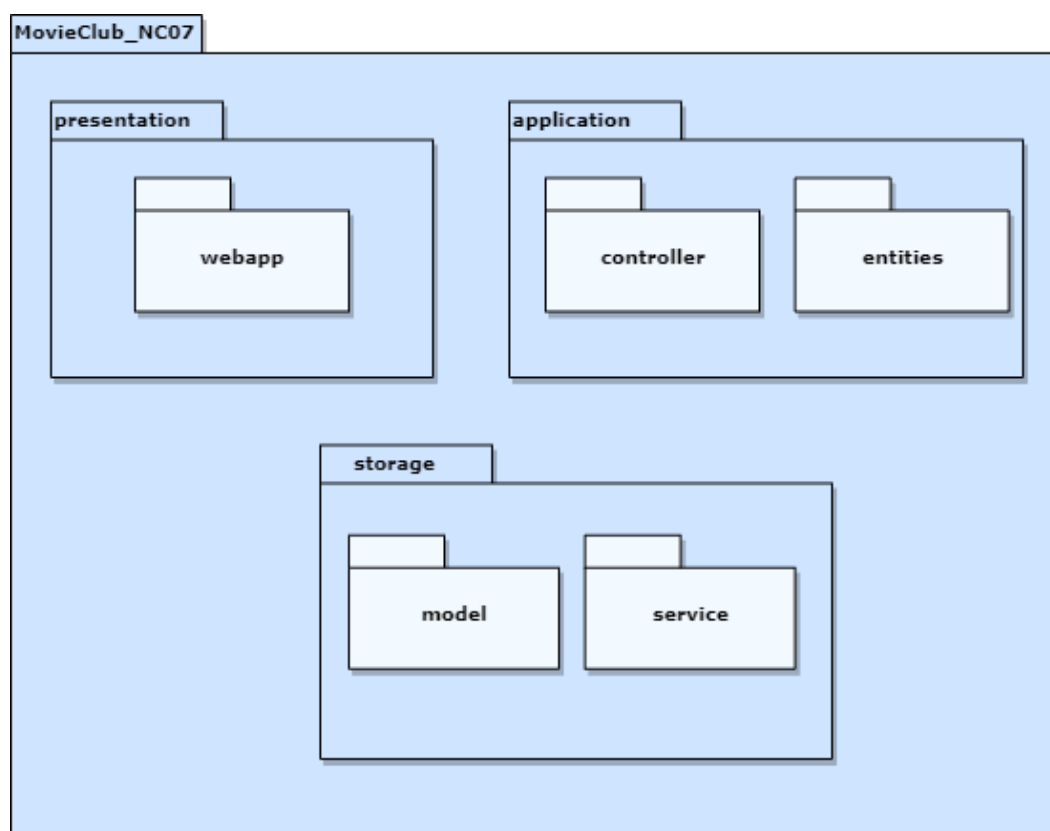 MovieClub_NC07
presentation
application
webapp
controller
entities
storage
model
service